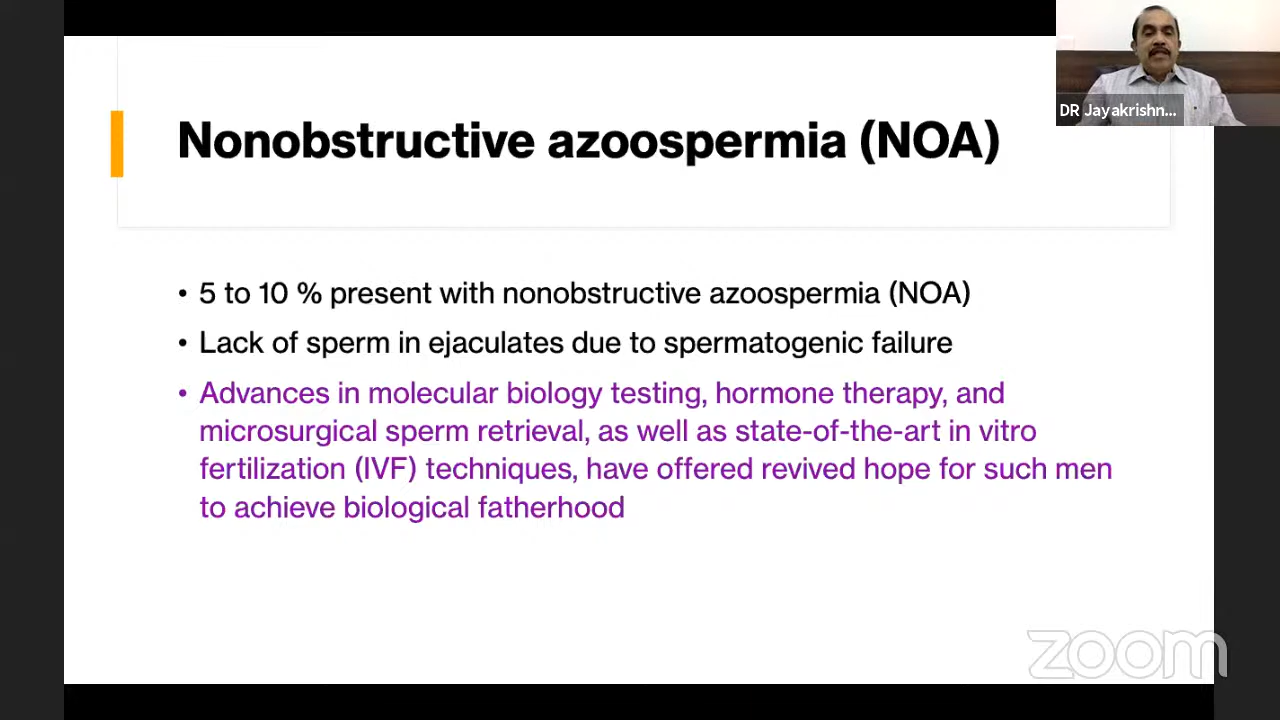 DR Jayakrishn...
Nonobstructive azoospermia (NOA)
• 5 to 10 % present with nonobstructive azoospermia (NOA)
• Lack of sperm in ejaculates due to spermatogenic failure
• Advances in molecular biology testing, hormone therapy, and
microsurgical sperm retrieval, as well as state-of-the-art in vitro
fertilization (IVF) techniques, have offered revived hope for such men
to achieve biological fatherhood
zoom